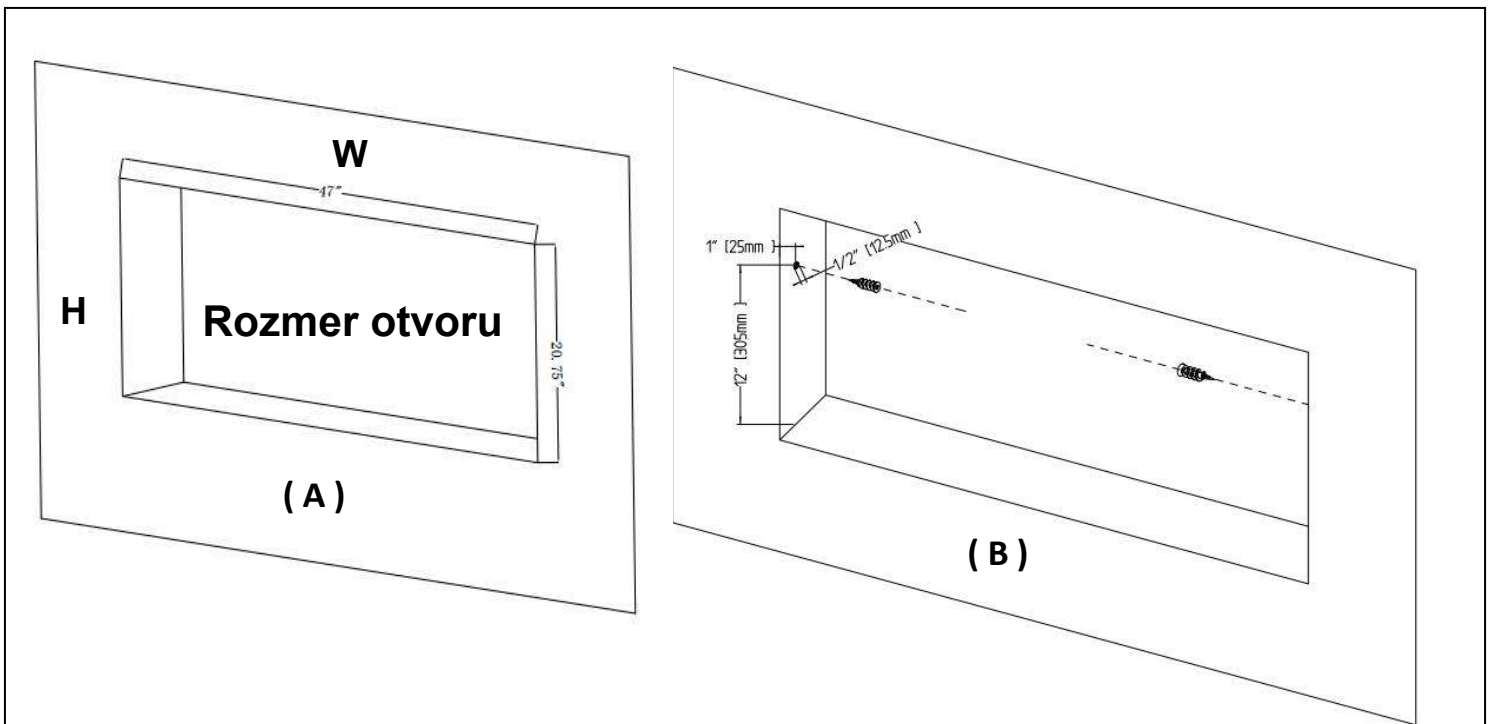 W
47"
H
Rozmer otvoru
20.75"
( A )
1" [25mm ]
1/2" [12.5mm ]
12" [305mm ]
( B )